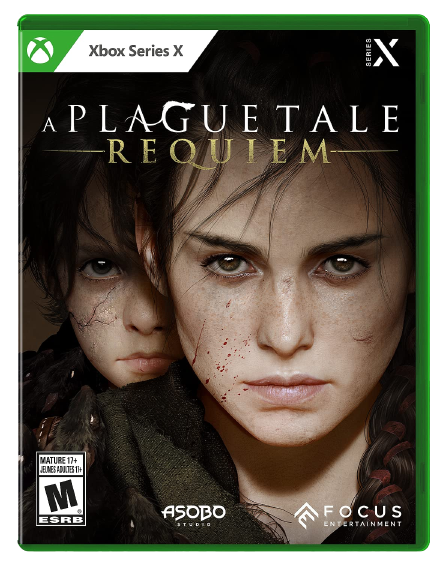 Xbox Series X
SERIES X
A PLAGUE TALE
REQUIEM
MATURE 17+
JEUNES ADULTES 17+
M
ESRB
ASOBO
STUDIO
FOCUS
ENTERTAINMENT